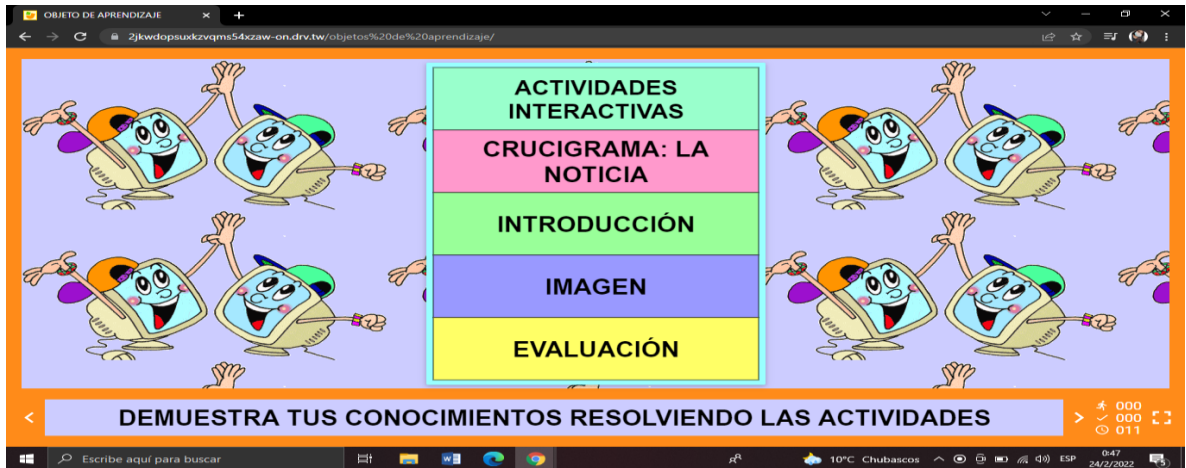 OBJETO DE APRENDIZAJE
2jkwdopsuxkzvqms54xzaw-on.drv.tw/objetos%20de%20aprendizaje/
ACTIVIDADES
INTERACTIVAS
CRUCIGRAMA: LA
NOTICIA
INTRODUCCIÓN
IMAGEN
EVALUACIÓN
DEMUESTRA TUS CONOCIMIENTOS RESOLVIENDO LAS ACTIVIDADES
000
000
011
Escribe aquí para buscar
10°C Chubascos
ESP
0:47
24/2/2022